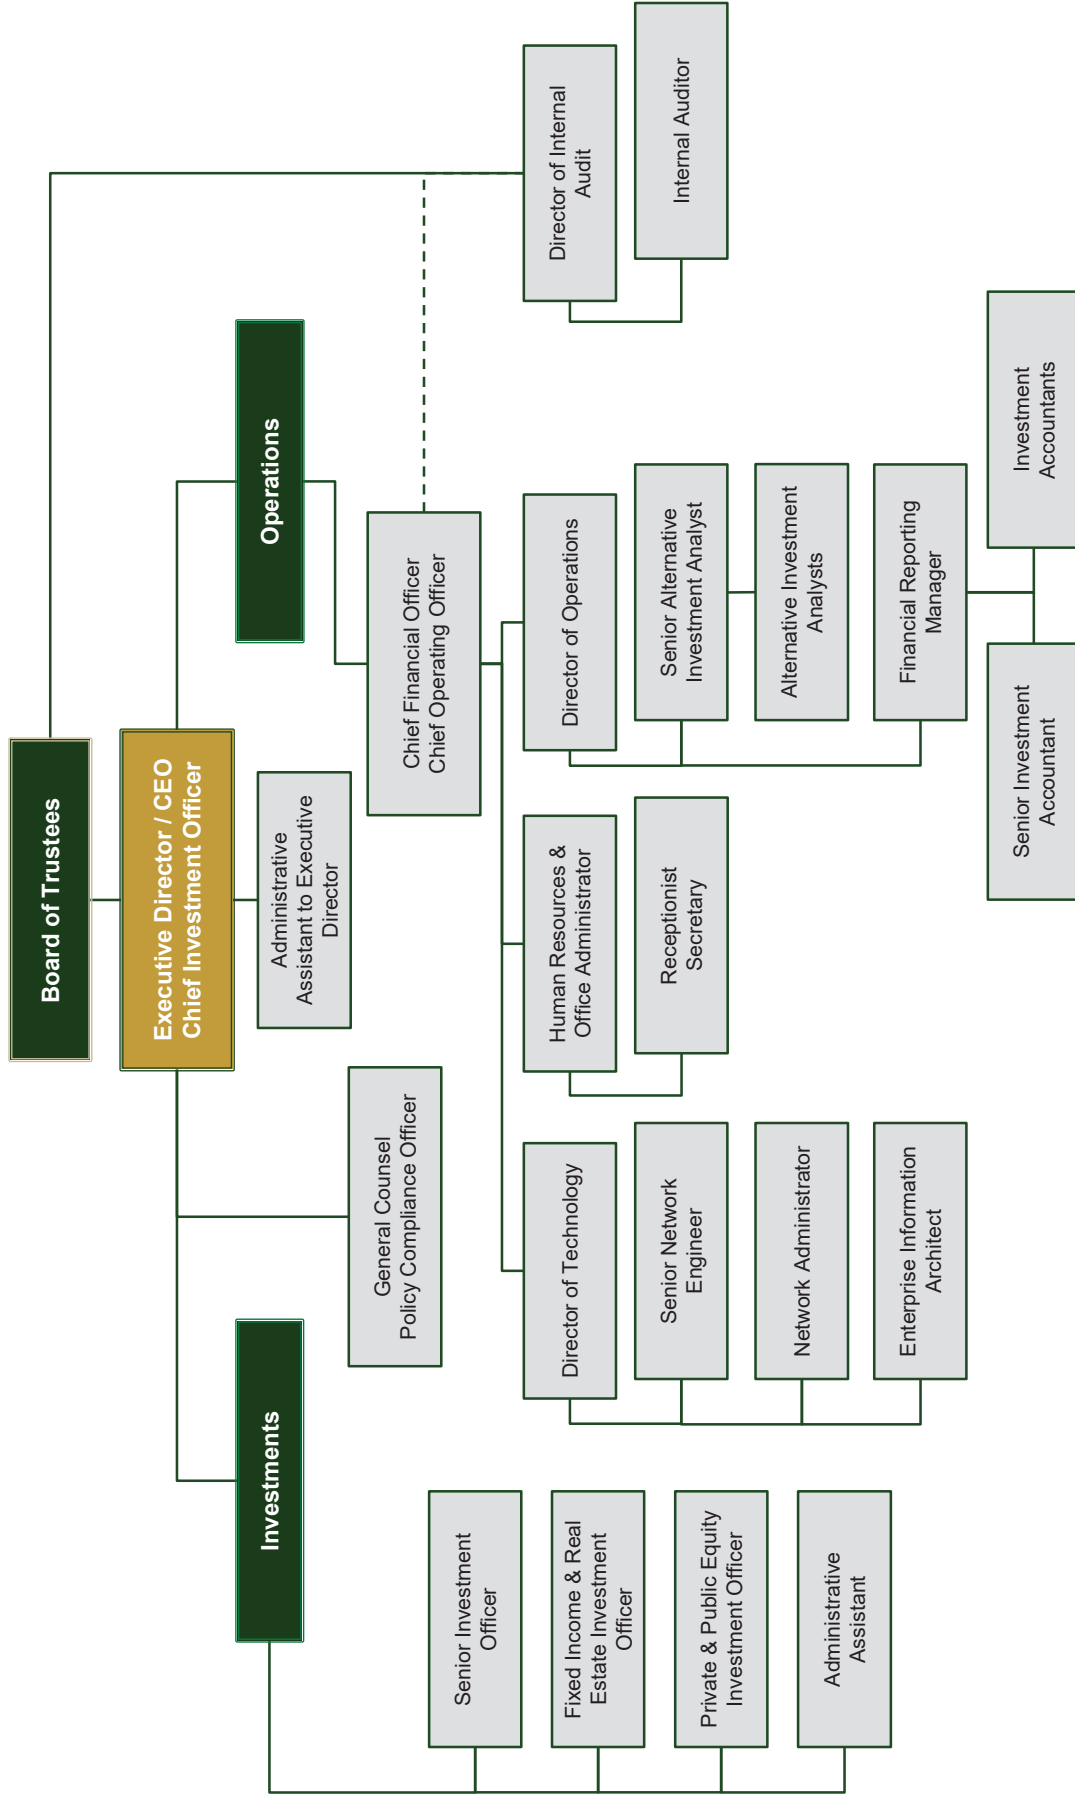 Board of Trustees
Executive Director / CEO
Chief Investment Officer
Administrative
Assistant to Executive
Director
Investments
Operations
General Counsel
Policy Compliance Officer
Chief Financial Officer
Chief Operating Officer
Senior Investment
Officer
Fixed Income & Real
Estate Investment
Officer
Private & Public Equity
Investment Officer
Administrative
Assistant
Director of Technology
Senior Network
Engineer
Network Administrator
Enterprise Information
Architect
Human Resources &
Office Administrator
Receptionist
Secretary
Director of Operations
Senior Alternative
Investment Analyst
Alternative Investment
Analysts
Financial Reporting
Manager
Senior Investment
Accountant
Investment
Accountants
Director of Internal
Audit
Internal Auditor